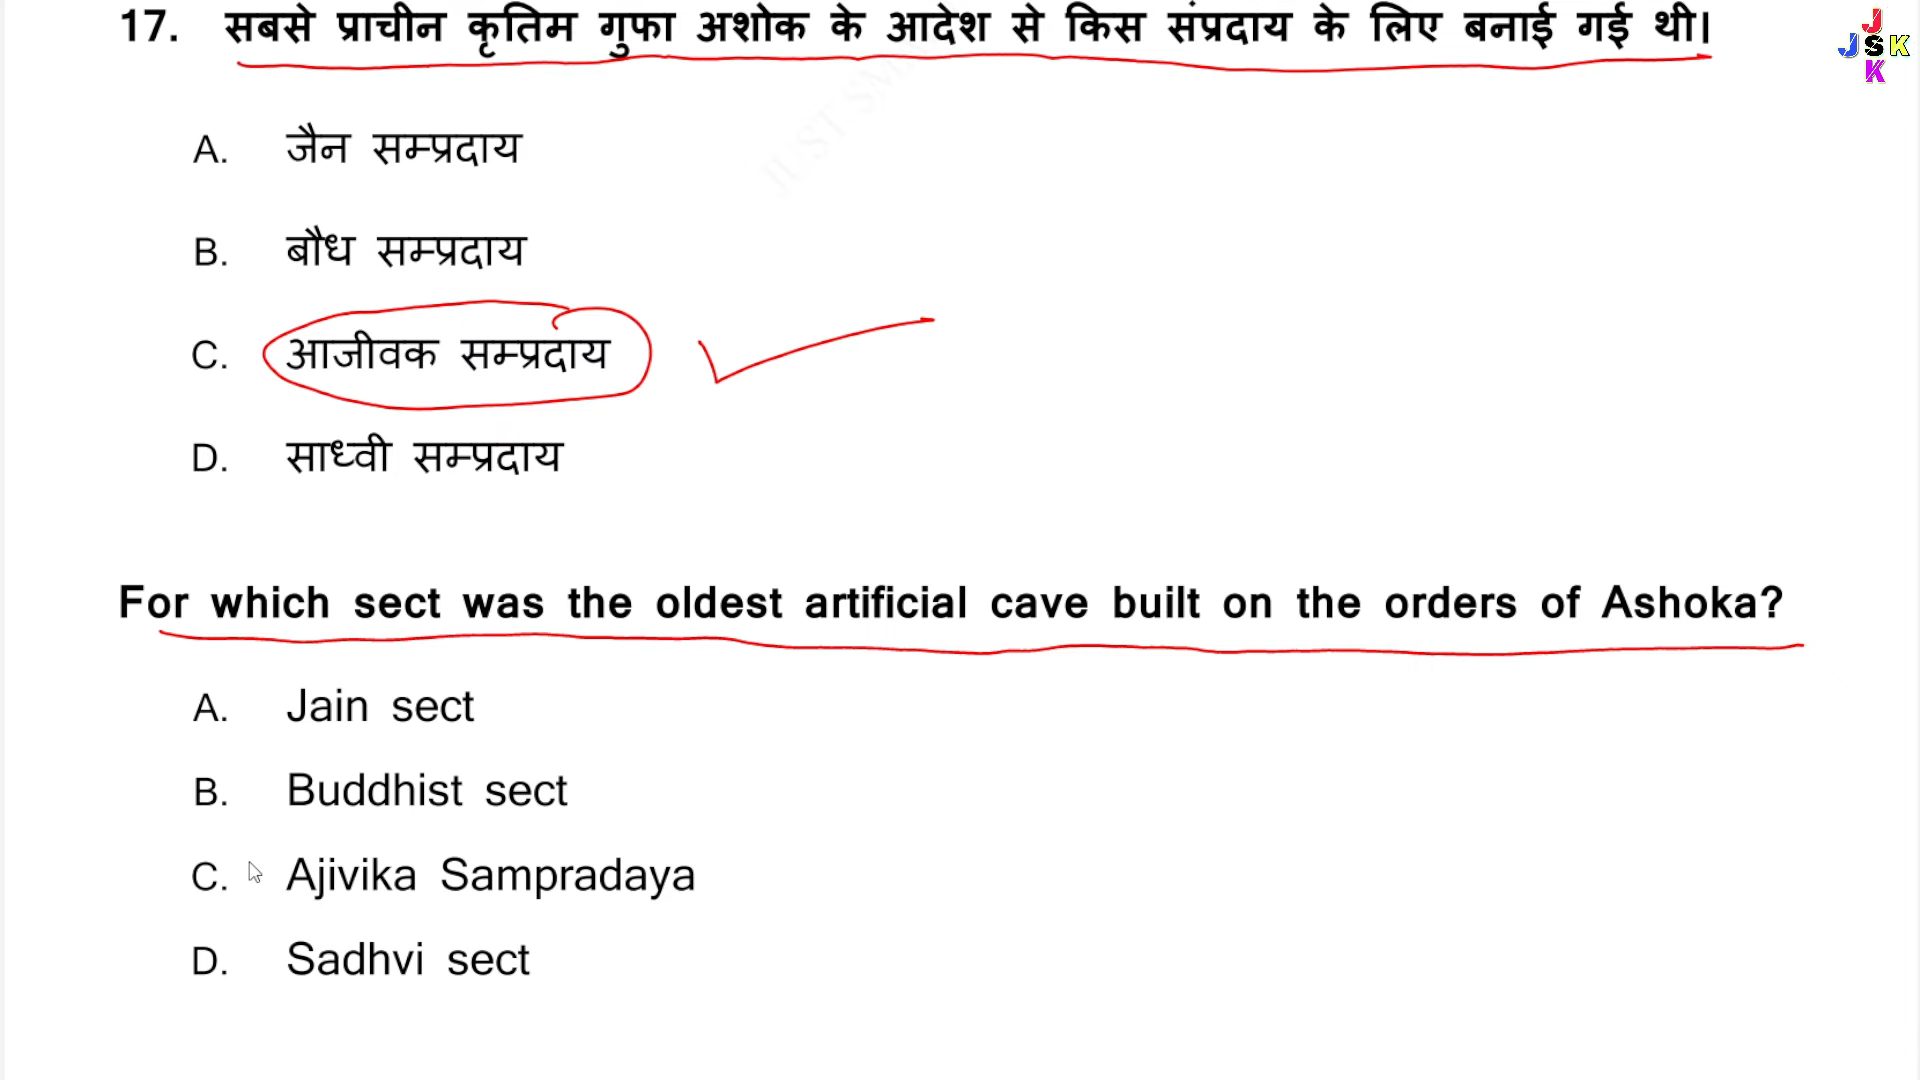 17. सबसे प्राचीन कृतिम गुफा अशोक के आदेश से किस संप्रदाय के लिए बनाई गई थी।
J
J S K
K
JUST SM
A. जैन सम्प्रदाय
B. बौध सम्प्रदाय
C. आजीवक सम्प्रदाय
D. साध्वी सम्प्रदाय
For which sect was the oldest artificial cave built on the orders of Ashoka?
A. Jain sect
B. Buddhist sect
C. Ajivika Sampradaya
D. Sadhvi sect